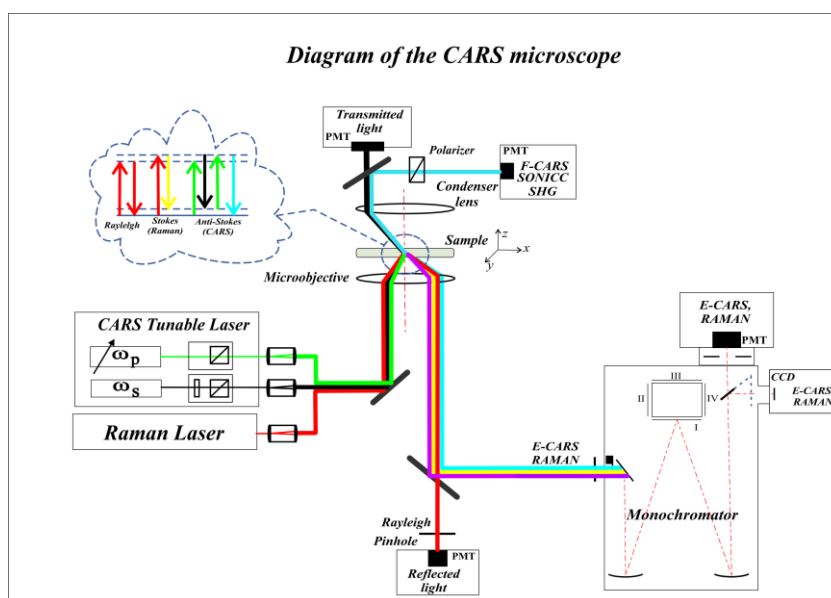 Diagram of the CARS microscope
Transmitted
light
PMT
Polarizer
PMT
F-CARS
SONICC
SHG
Condenser
lens
Rayleigh
Stokes
(Raman)
Anti-Stokes
(CARS)
Sample
z
x
y
Microobjective
CARS Tunable Laser
ωp
ωs
Raman Laser
E-CARS,
RAMAN
PMT
CCD
E-CARS
RAMAN
III
II
IV
I
E-CARS
RAMAN
Monochromator
Rayleigh
Pinhole
PMT
Reflected
light